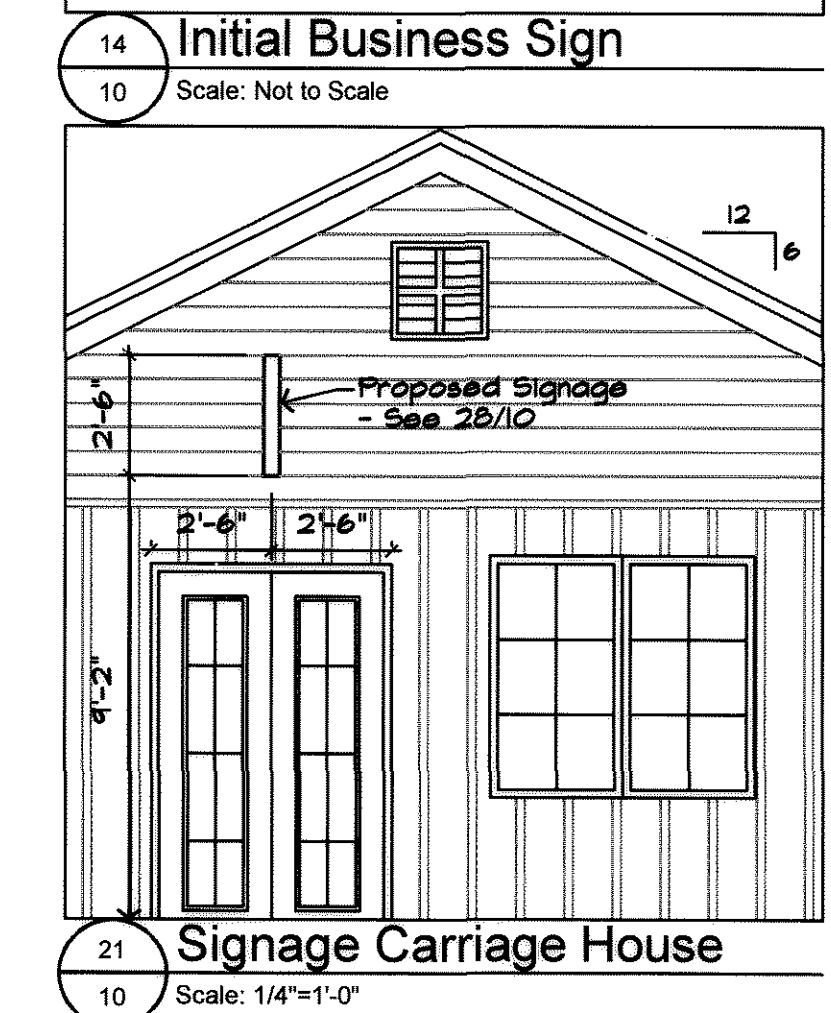 14
10
Initial Business Sign
Scale: Not to Scale
12
6
2'-6"
Proposed Signage
- See 28/10
2'-6"
2'-6"
9'-2"
21
10
Signage Carriage House
Scale: 1/4"=1'-0"